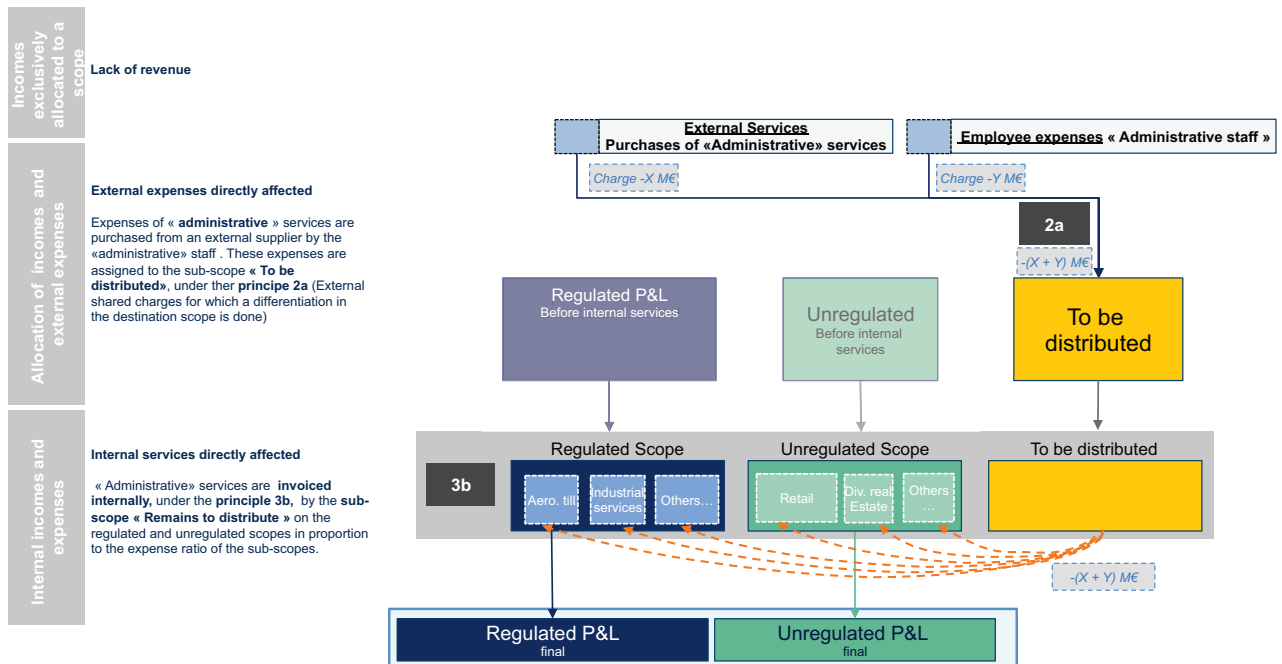 Incomes
exclusively
allocated to a
scope
Lack of revenue
External Services
Purchases of «Administrative» services
Employee expenses « Administrative staff »
Charge -X M€
Charge -Y M€
Allocation of incomes and
external expenses
External expenses directly affected
Expenses of « administrative » services are
purchased from an external supplier by the
«administrative» staff . These expenses are
assigned to the sub-scope « To be
distributed», under ther principe 2a (External
shared charges for which a differentiation in
the destination scope is done)
2a
-(X + Y) M€
Regulated P&L
Before internal services
Unregulated
Before internal
services
To be
distributed
Internal incomes and
expenses
Internal services directly affected
« Administrative» services are invoiced
internally, under the principle 3b, by the sub-
scope « Remains to distribute » on the
regulated and unregulated scopes in proportion
to the expense ratio of the sub-scopes.
3b
Regulated Scope
Aero. till
Industrial
services
Others…
Unregulated Scope
Retail
Div. real
Estate
Others
…
To be distributed
-(X + Y) M€
Regulated P&L
final
Unregulated P&L
final